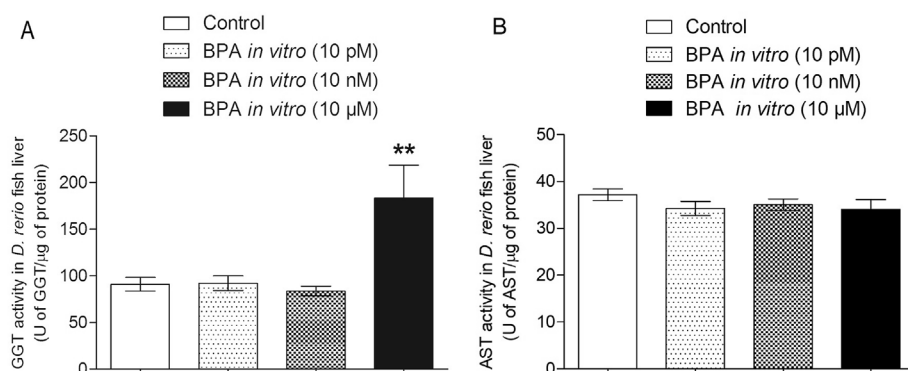 A
Control
BPA in vitro (10 pM)
BPA in vitro (10 nM)
BPA in vitro (10 µM)
GGT activity in D. rerio fish liver
(U of GGT/µg of protein)
250
200
150
100
50
0
**
B
Control
BPA in vitro (10 pM)
BPA in vitro (10 nM)
BPA in vitro (10 µM)
AST activity in D. rerio fish liver
(U of AST/µg of protein)
50
40
30
20
10
0